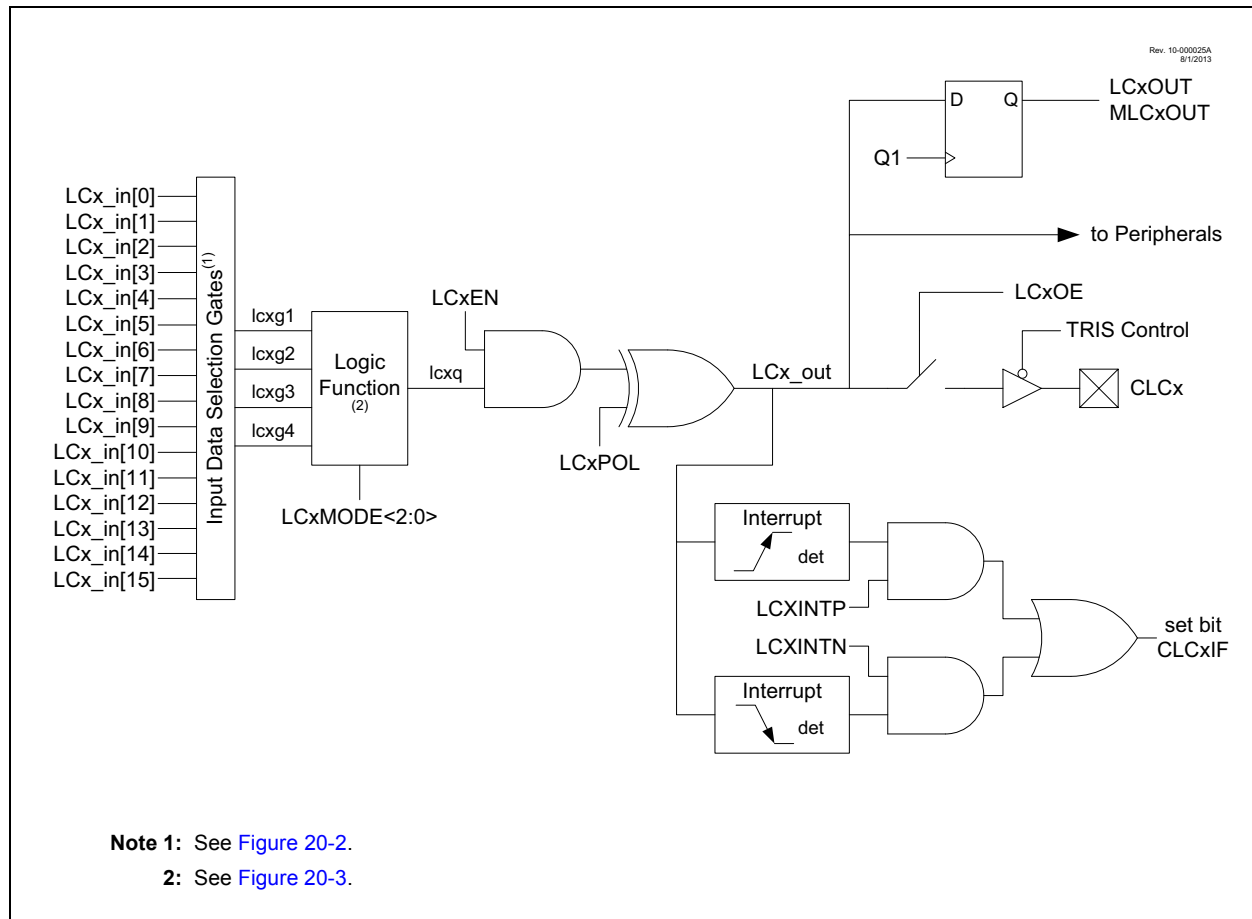 Rev. 10-000025A
8/1/2013
LCxOUT
MLCxOUT
D
Q
Q1
to Peripherals
LCx_in[0]
LCx_in[1]
LCx_in[2]
LCx_in[3]
LCx_in[4]
LCx_in[5]
LCx_in[6]
LCx_in[7]
LCx_in[8]
LCx_in[9]
LCx_in[10]
LCx_in[11]
LCx_in[12]
LCx_in[13]
LCx_in[14]
LCx_in[15]
Input Data Selection Gates(1)
lcxg1
lcxg2
lcxg3
lcxg4
Logic
Function
(2)
LCxMODE<2:0>
lcxq
LCxEN
LCxPOL
LCx_out
LCxOE
TRIS Control
CLCx
Interrupt
det
LCXINTP
LCXINTN
Interrupt
det
set bit
CLCxIF
Note 1: See Figure 20-2.
2: See Figure 20-3.